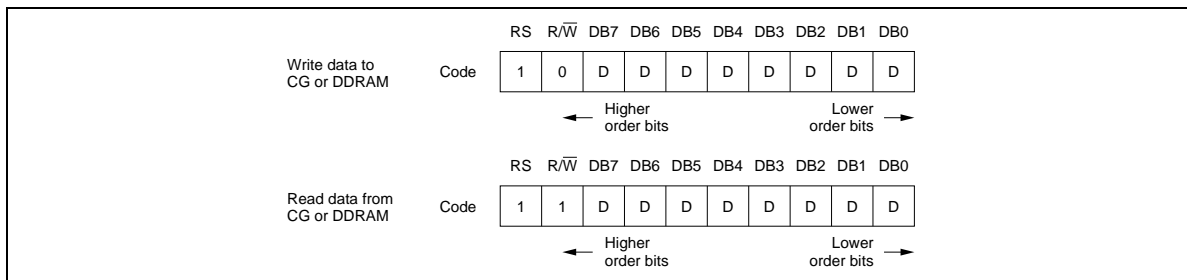 RS R/W̅ DB7 DB6 DB5 DB4 DB3 DB2 DB1 DB0
Write data to
CG or DDRAM
Code 1 0 D D D D D D D D
Higher
order bits
Lower
order bits
RS R/W̅ DB7 DB6 DB5 DB4 DB3 DB2 DB1 DB0
Read data from
CG or DDRAM
Code 1 1 D D D D D D D D
Higher
order bits
Lower
order bits